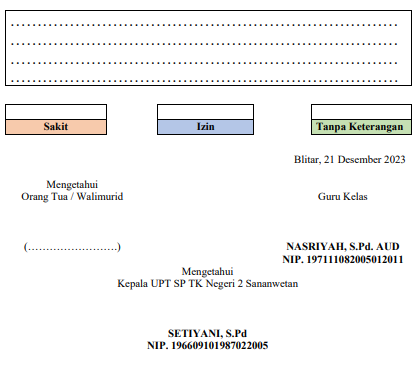 ……………………………………………………………………………………
……………………………………………………………………………………
……………………………………………………………………………………
……………………………………………………………………………………
Sakit Izin Tanpa Keterangan
Blitar, 21 Desember 2023
Mengetahui
Orang Tua / Walimurid Guru Kelas
(……………………..) NASRIYAH, S.Pd. AUD
NIP. 197111082005012011
Mengetahui
Kepala UPT SP TK Negeri 2 Sananwetan
SETIYANI, S.Pd
NIP. 196609101987022005